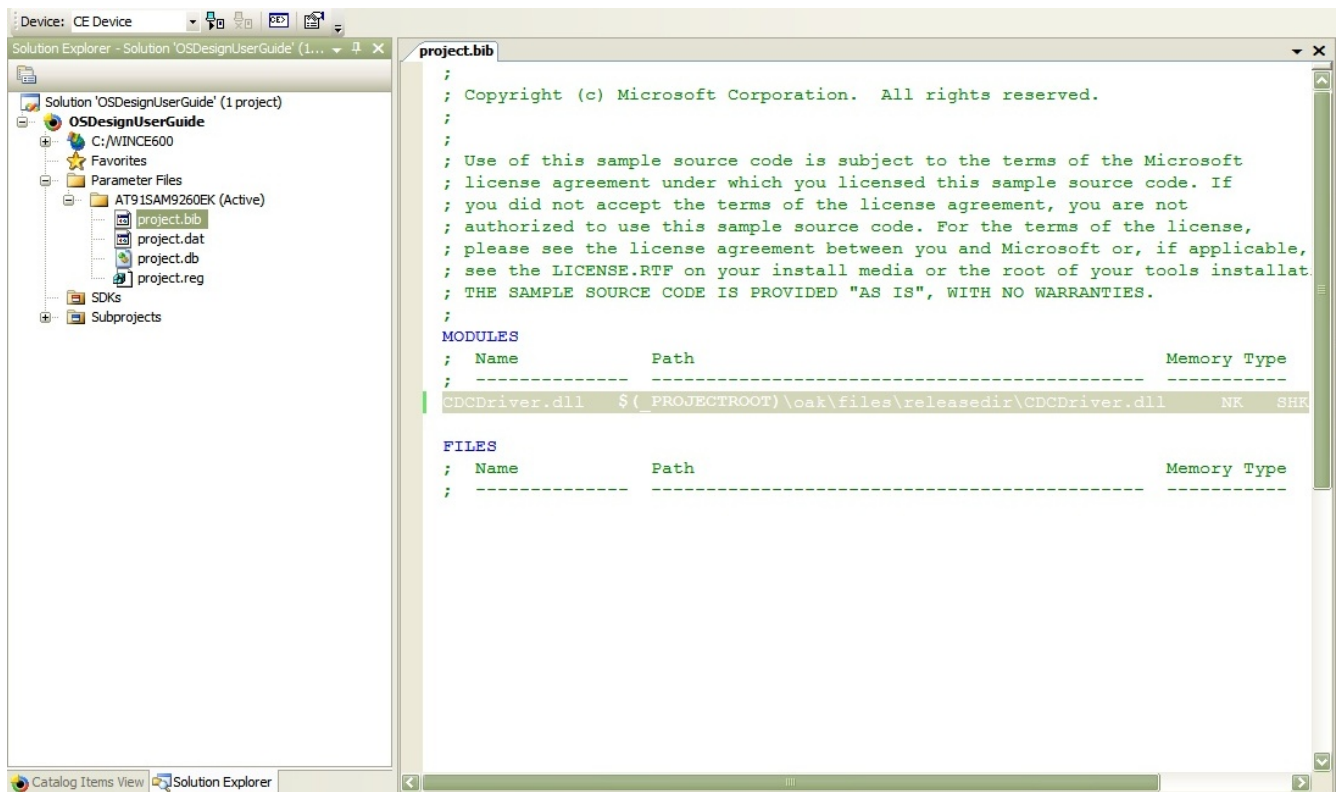 Device: CE Device
Solution Explorer - Solution 'OSDesignUserGuide' (1...
Solution 'OSDesignUserGuide' (1 project)
OSDesignUserGuide
C:/WINCE600
Favorites
Parameter Files
AT91SAM9260EK (Active)
project.bib
project.dat
project.db
project.reg
SDKs
Subprojects
Catalog Items View Solution Explorer
project.bib
;
; Copyright (c) Microsoft Corporation.  All rights reserved.
;
;
; Use of this sample source code is subject to the terms of the Microsoft
; license agreement under which you licensed this sample source code. If
; you did not accept the terms of the license agreement, you are not
; authorized to use this sample source code. For the terms of the license,
; please see the license agreement between you and Microsoft or, if applicable,
; see the LICENSE.RTF on your install media or the root of your tools installat
; THE SAMPLE SOURCE CODE IS PROVIDED "AS IS", WITH NO WARRANTIES.
;
MODULES
;  Name            Path                                           Memory Type
;  --------------  ---------------------------------------------  -----------
CDCDriver.dll   $(_PROJECTROOT)\oak\files\releasedir\CDCDriver.dll     NK   SHK
FILES
;  Name            Path                                           Memory Type
;  --------------  ---------------------------------------------  -----------